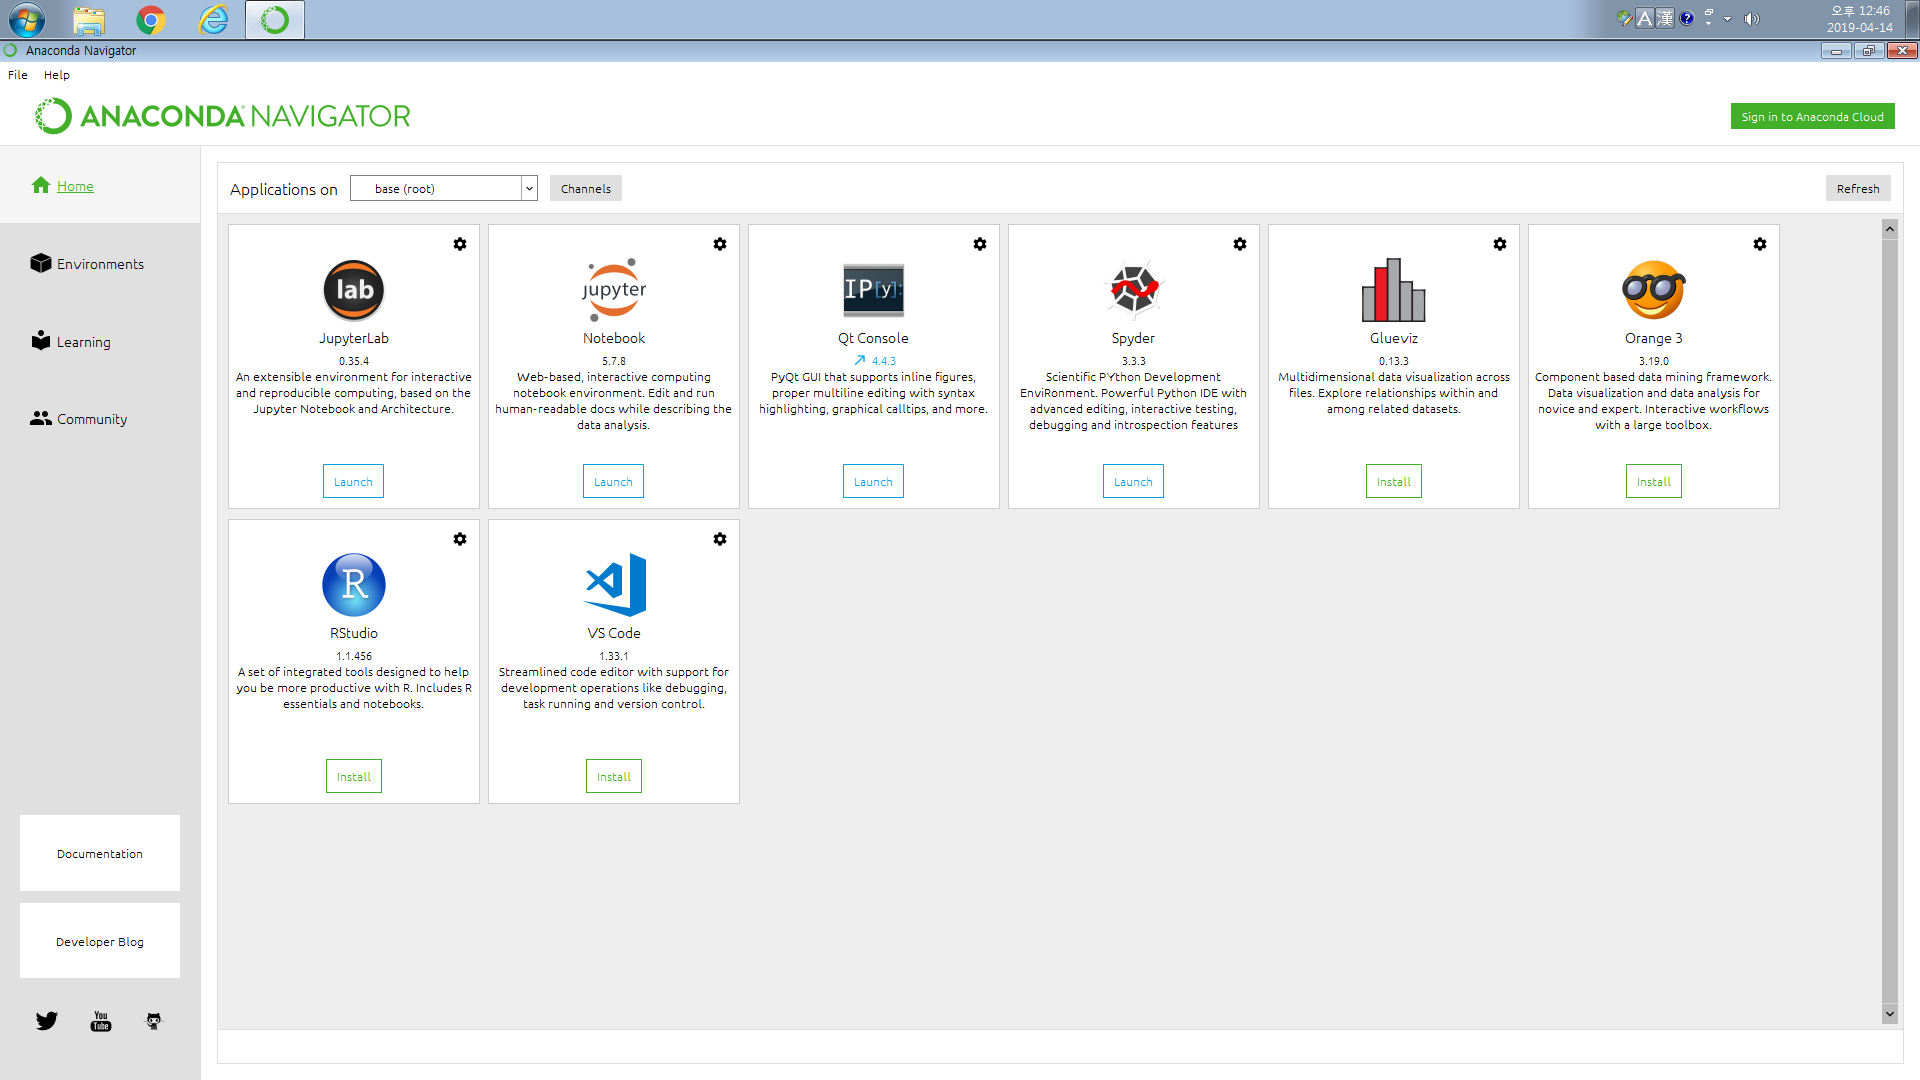 A 漢 ?
오후 12:46
2019-04-14
Anaconda Navigator
File Help
ANACONDA NAVIGATOR
Sign in to Anaconda Cloud
Home
Environments
Learning
Community
Documentation
Developer Blog
You
Tube
Applications on base (root) Channels Refresh
lab
JupyterLab
0.35.4
An extensible environment for interactive
and reproducible computing, based on the
Jupyter Notebook and Architecture.
Launch
jupyter
Notebook
5.7.8
Web-based, interactive computing
notebook environment. Edit and run
human-readable docs while describing the
data analysis.
Launch
IP[y]:
Qt Console
4.4.3
PyQt GUI that supports inline figures,
proper multiline editing with syntax
highlighting, graphical calltips, and more.
Launch
Spyder
3.3.3
Scientific PYthon Development
EnviRonment. Powerful Python IDE with
advanced editing, interactive testing,
debugging and introspection features
Launch
Glueviz
0.13.3
Multidimensional data visualization across
files. Explore relationships within and
among related datasets.
Install
Orange 3
3.19.0
Component based data mining framework.
Data visualization and data analysis for
novice and expert. Interactive workflows
with a large toolbox.
Install
R
RStudio
1.1.456
A set of integrated tools designed to help
you be more productive with R. Includes R
essentials and notebooks.
Install
VS Code
1.33.1
Streamlined code editor with support for
development operations like debugging,
task running and version control.
Install